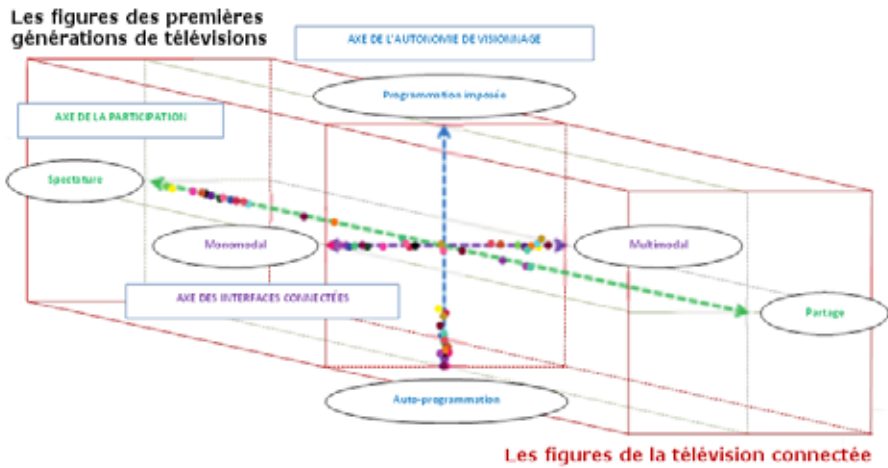 Les figures des premières
générations de télévisions
AXE DE L'AUTONOMIE DE VISIONNAGE
Programmation imposée
AXE DE LA PARTICIPATION
Spectature
Monomodal
Multimodal
AXE DES INTERFACES CONNECTÉES
Partage
Auto-programmation
Les figures de la télévision connectée